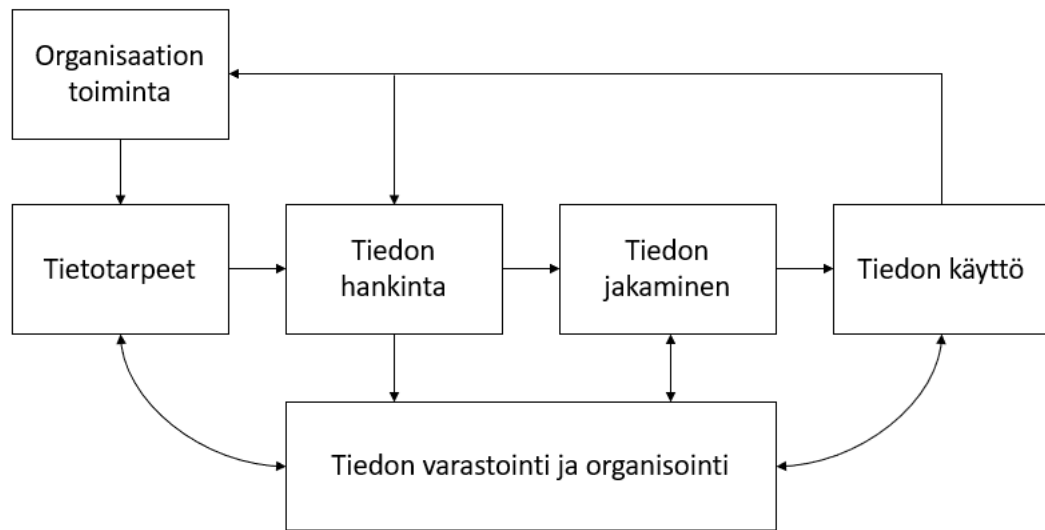 Organisaation
toiminta
Tietotarpeet
Tiedon
hankinta
Tiedon
jakaminen
Tiedon käyttö
Tiedon varastointi ja organisointi